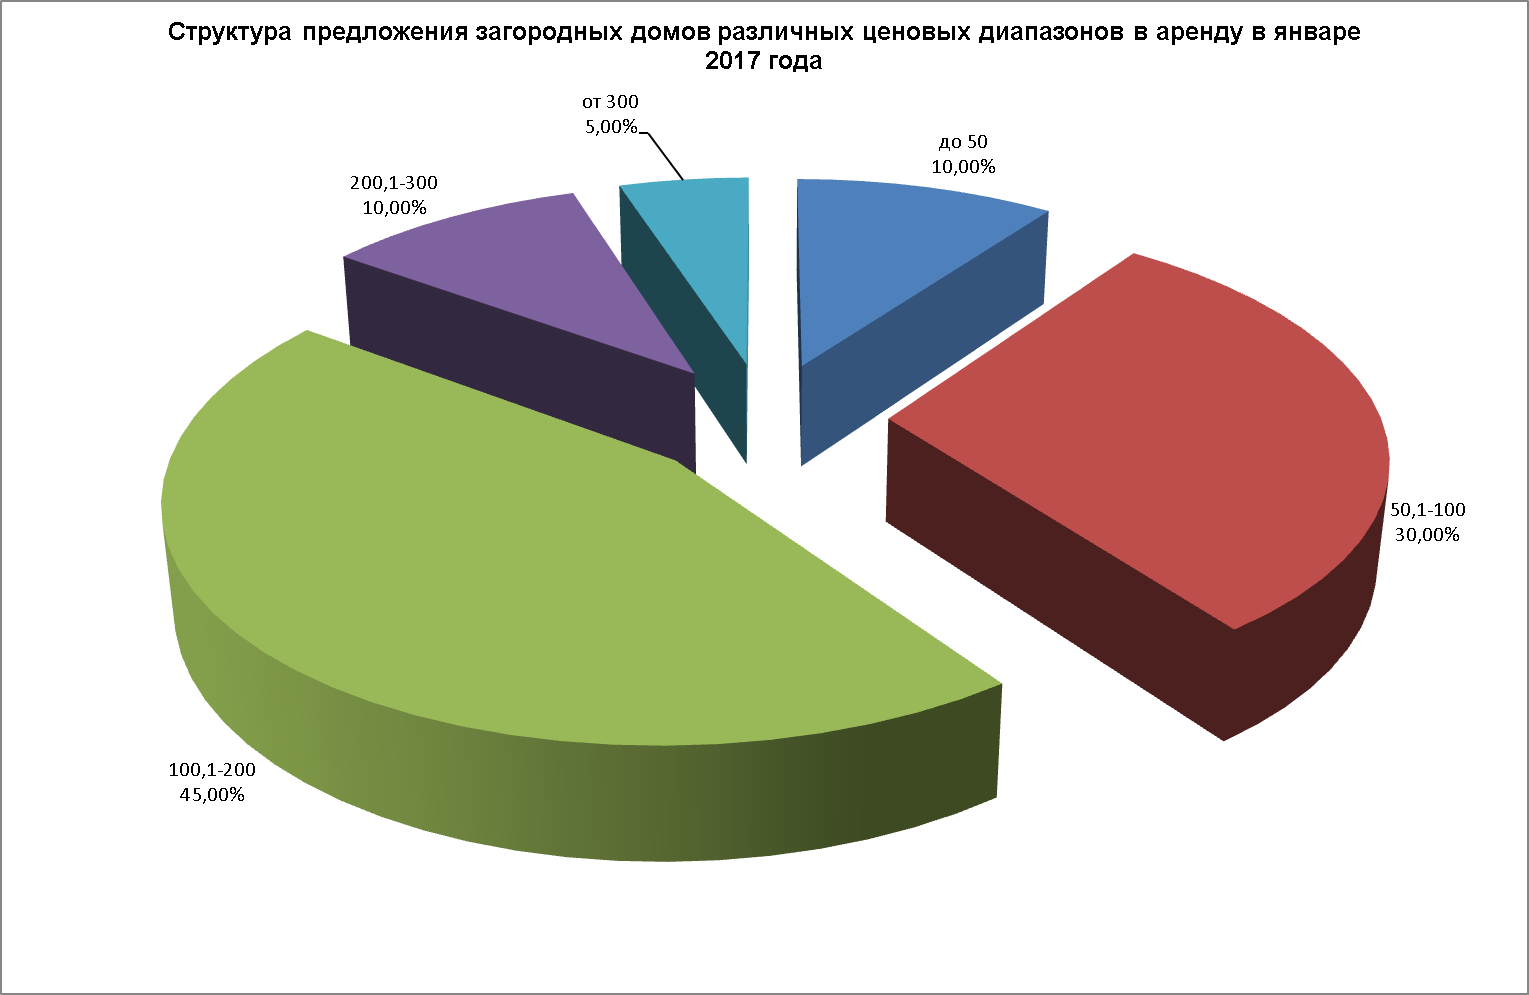 Структура предложения загородных домов различных ценовых диапазонов в аренду в январе
2017 года
от 300
5,00%
до 50
10,00%
200,1-300
10,00%
50,1-100
30,00%
100,1-200
45,00%